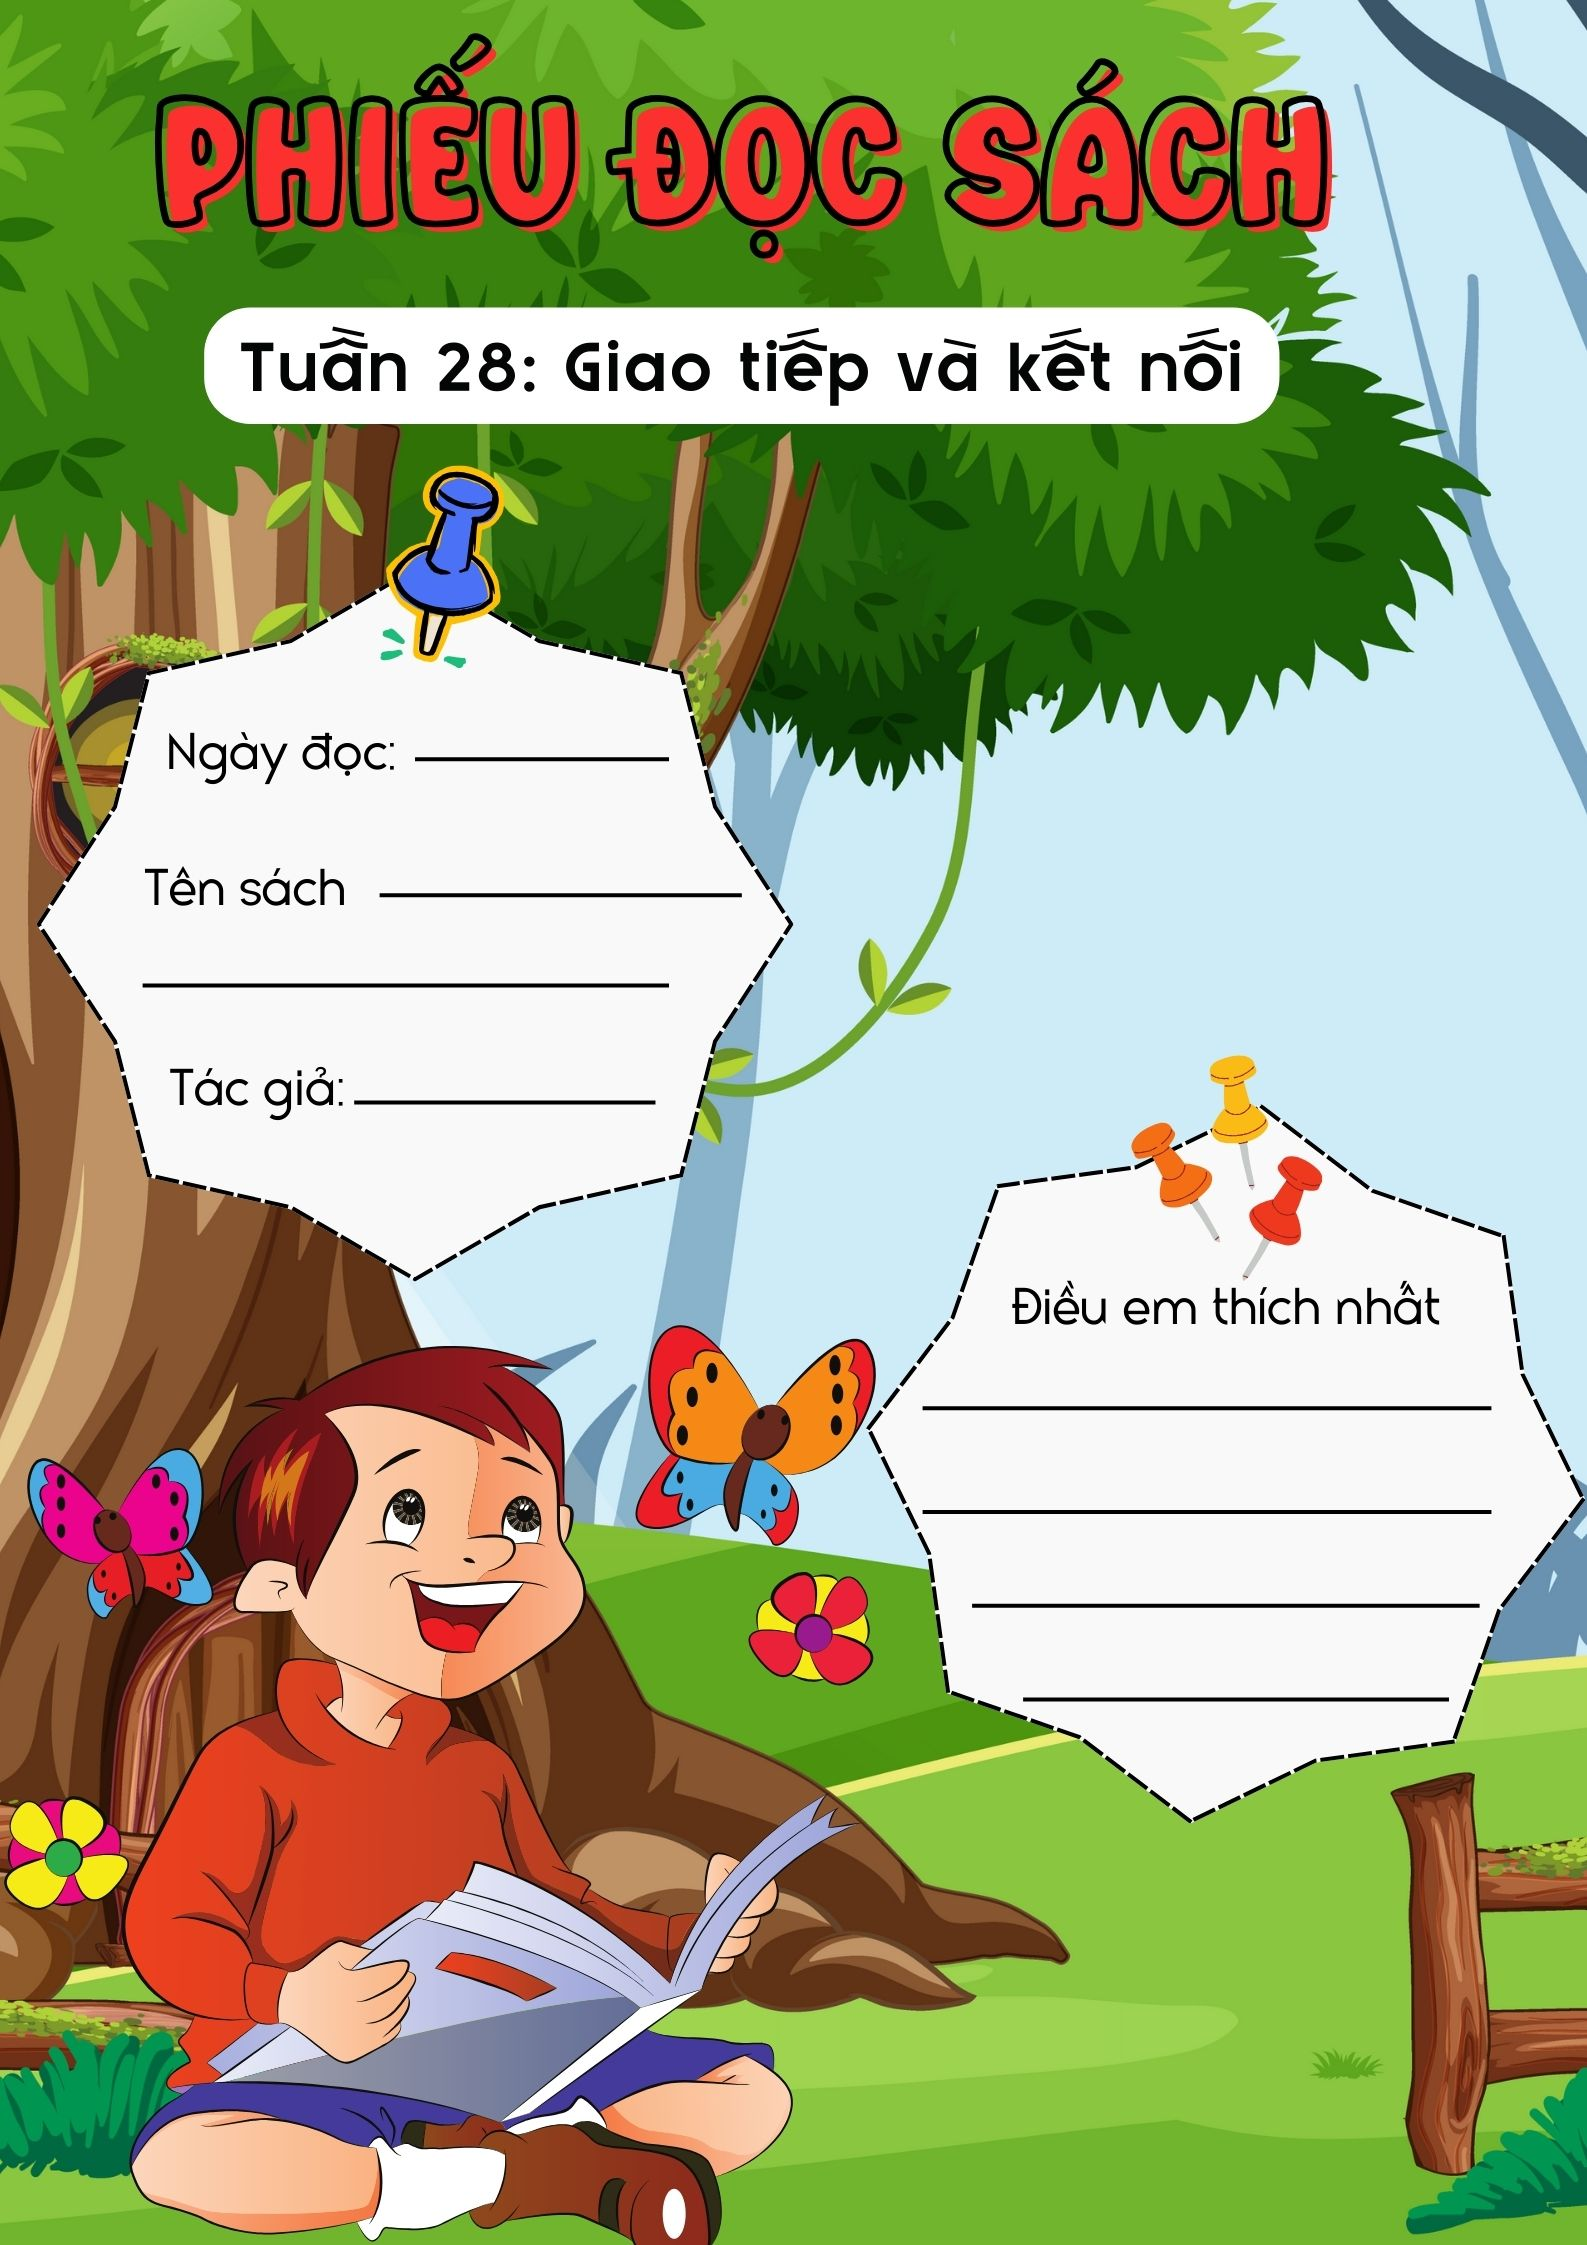 PHIẾU ĐỌC SÁCH
Tuần 28: Giao tiếp và kết nối
Ngày đọc:
Tên sách
Tác giả:
Điều em thích nhất